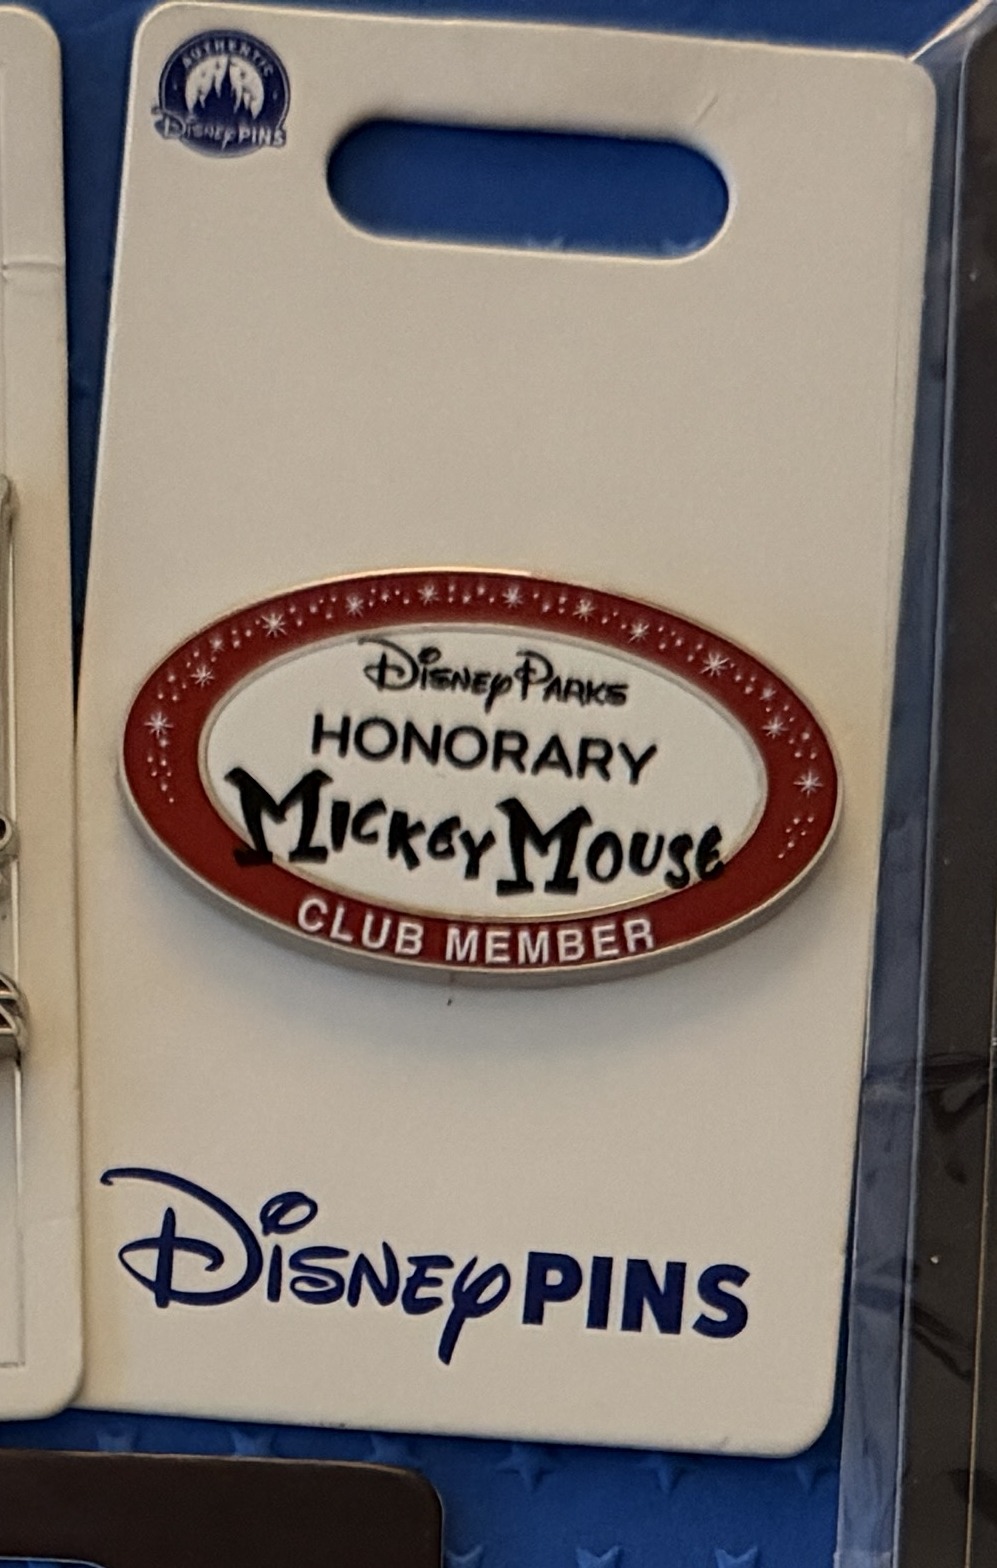 AUTHENTIC
Disney PINS
Disney PARKS
HONORARY
MICKEY MOUSE
CLUB MEMBER
Disney PINS